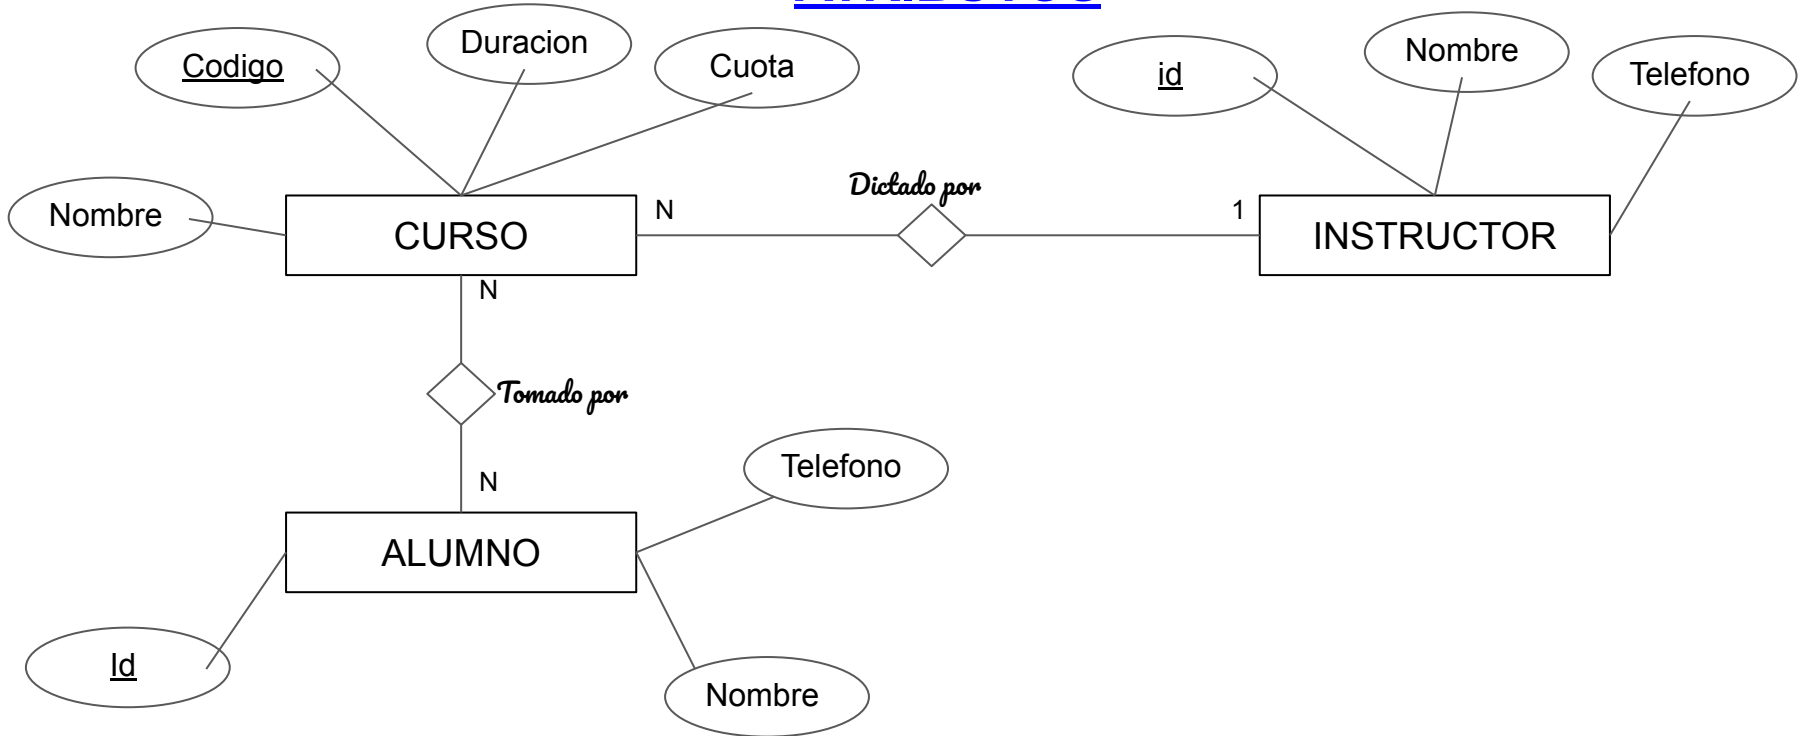 Duracion
Codigo
Cuota
Nombre
id
Telefono
Dictado por
Nombre
CURSO
N
1
INSTRUCTOR
N
Tomado por
Telefono
N
ALUMNO
Id
Nombre